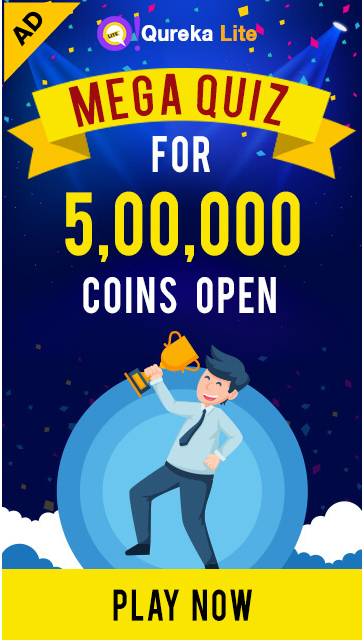 AD
LITE
Qureka Lite
MEGA QUIZ
FOR
5,00,000
COINS OPEN
PLAY NOW